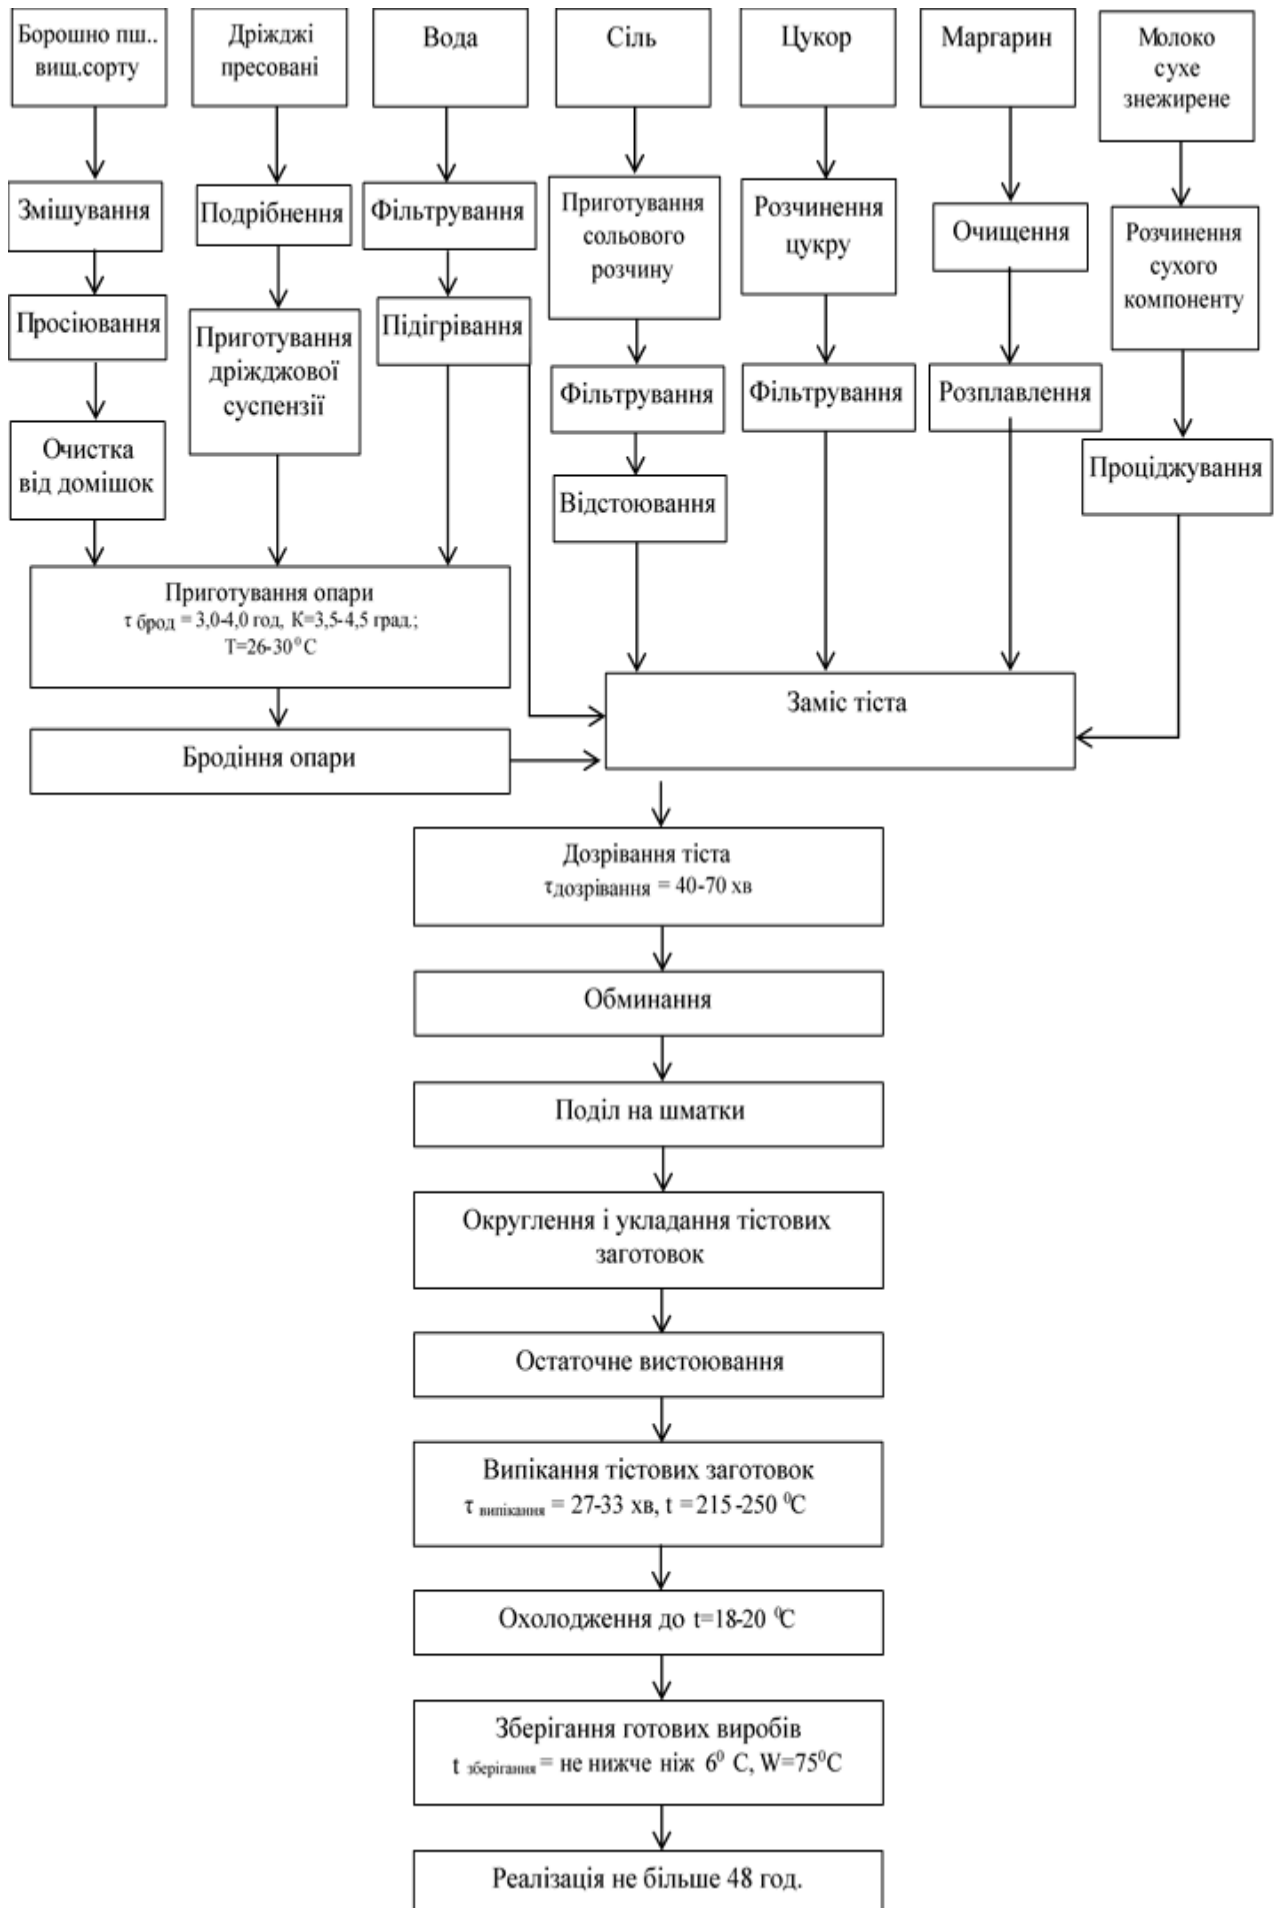 Борошно пш..
вищ.сорту
Дріжджі
пресовані
Вода
Сіль
Цукор
Маргарин
Молоко
сухе
знежирене
Змішування
Подрібнення
Фільтрування
Приготування
сольового
розчину
Розчинення
цукру
Очищення
Розчинення
сухого
компоненту
Просіювання
Приготування
дріжджової
суспензії
Підігрівання
Фільтрування
Фільтрування
Розплавлення
Очистка
від домішок
Відстоювання
Проціджування
Приготування опари
τ брод = 3,0-4,0 год, К=3,5-4,5 град.;
Т=26-30⁰ С
Заміс тіста
Бродіння опари
Дозрівання тіста
τдозрівання = 40-70 хв
Обминання
Поділ на шматки
Округлення і укладання тістових
заготовок
Остаточне вистоювання
Випікання тістових заготовок
τ випікання = 27-33 хв, t = 215-250 ⁰С
Охолодження до t=18-20 ⁰С
Зберігання готових виробів
t зберігання = не нижче ніж 6⁰ С, W=75⁰С
Реалізація не більше 48 год.